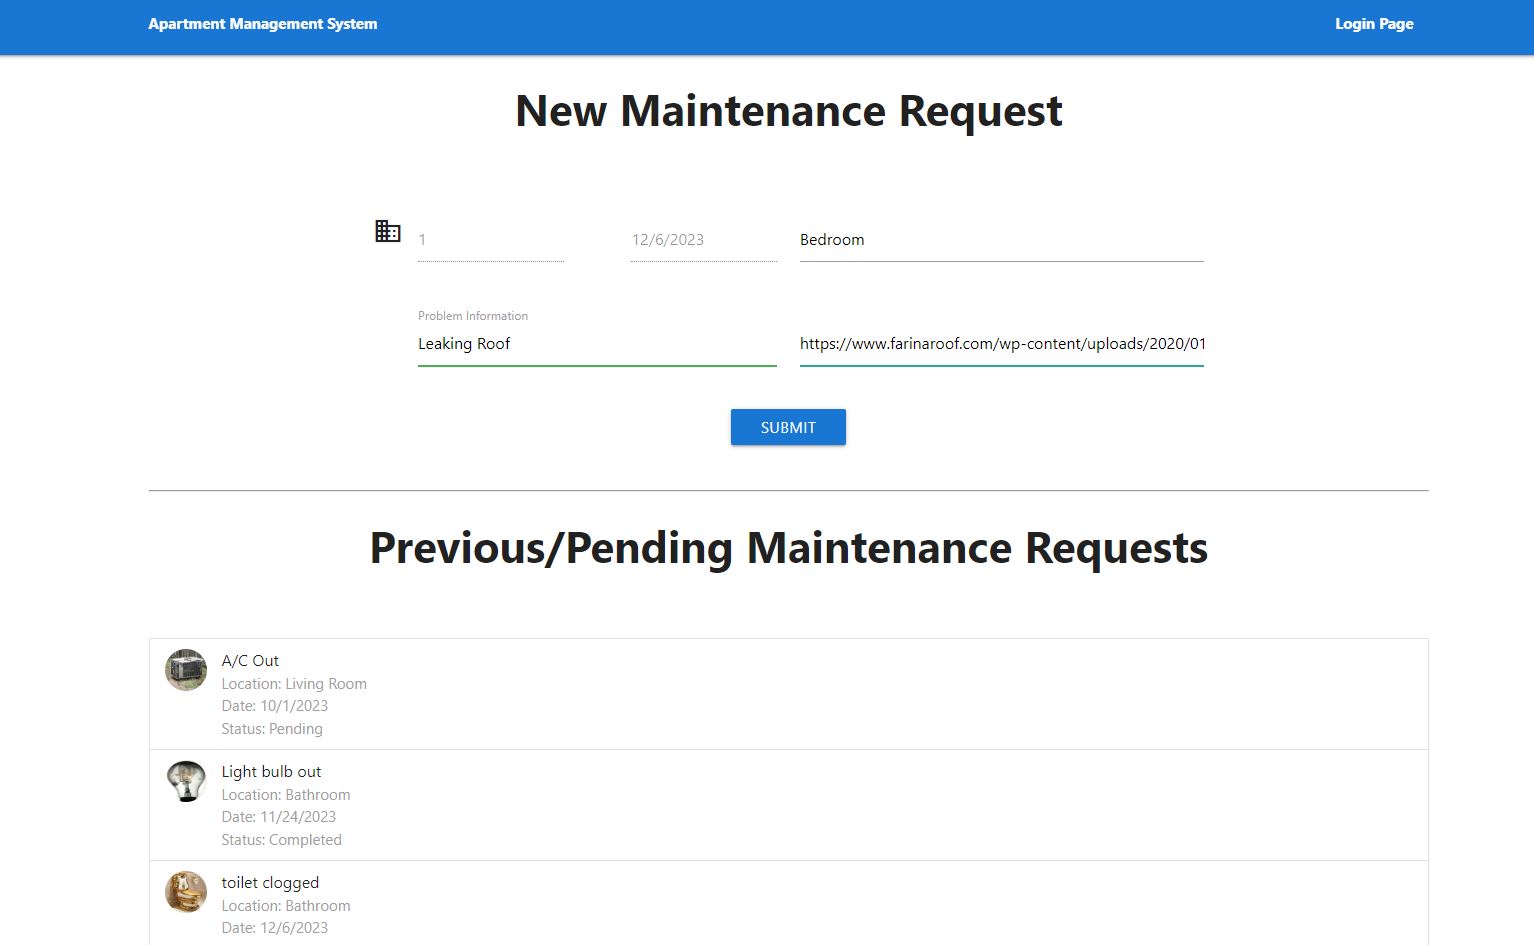 Apartment Management System
Login Page
New Maintenance Request
1
12/6/2023
Bedroom
Problem Information
Leaking Roof
https://www.farinaroof.com/wp-content/uploads/2020/01
SUBMIT
Previous/Pending Maintenance Requests
A/C Out
Location: Living Room
Date: 10/1/2023
Status: Pending
Light bulb out
Location: Bathroom
Date: 11/24/2023
Status: Completed
toilet clogged
Location: Bathroom
Date: 12/6/2023